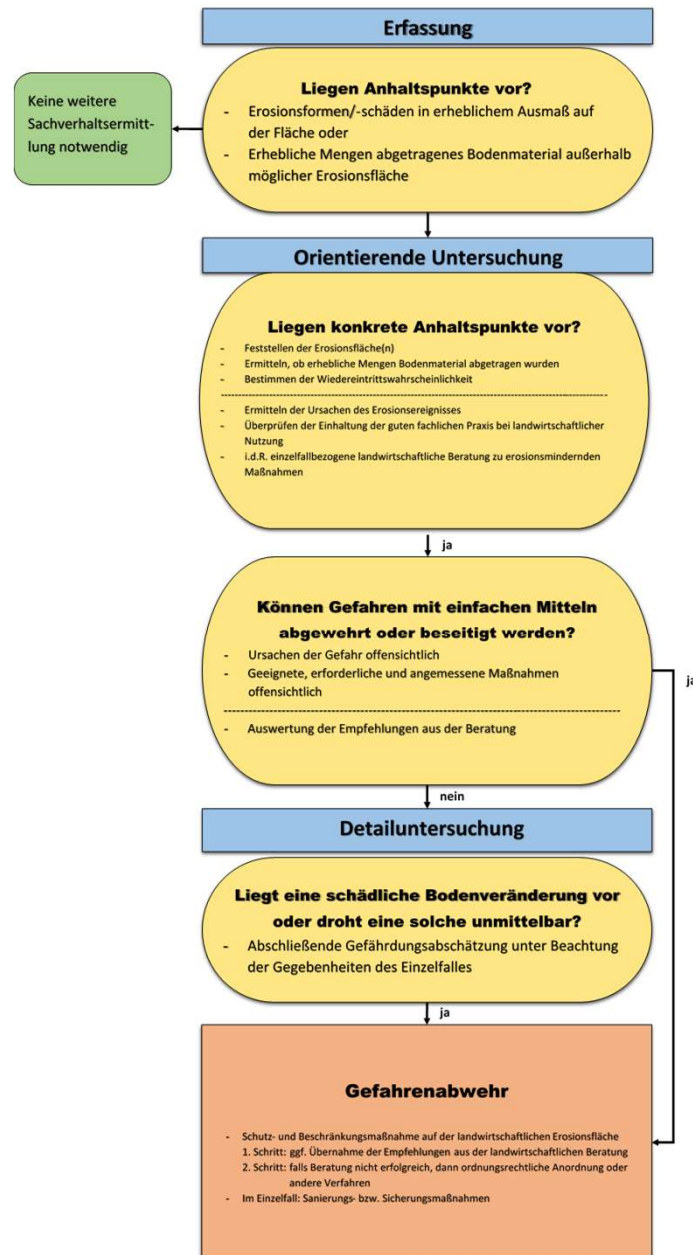 Erfassung
Keine weitere
Sachverhaltsermitt-
lung notwendig
Liegen Anhaltspunkte vor?
- Erosionsformen/-schäden in erheblichem Ausmaß auf
der Fläche oder
- Erhebliche Mengen abgetragenes Bodenmaterial außerhalb
möglicher Erosionsfläche
Orientierende Untersuchung
Liegen konkrete Anhaltspunkte vor?
- Feststellen der Erosionsfläche(n)
- Ermitteln, ob erhebliche Mengen Bodenmaterial abgetragen wurden
- Bestimmen der Wiedereintrittswahrscheinlichkeit
- Ermitteln der Ursachen des Erosionsereignisses
- Überprüfen der Einhaltung der guten fachlichen Praxis bei landwirtschaftlicher
Nutzung
- i.d.R. einzelfallbezogene landwirtschaftliche Beratung zu erosionsmindernden
Maßnahmen
ja
Können Gefahren mit einfachen Mitteln
abgewehrt oder beseitigt werden?
- Ursachen der Gefahr offensichtlich
- Geeignete, erforderliche und angemessene Maßnahmen
offensichtlich
- Auswertung der Empfehlungen aus der Beratung
ja
nein
Detailuntersuchung
Liegt eine schädliche Bodenveränderung vor
oder droht eine solche unmittelbar?
- Abschließende Gefährdungsabschätzung unter Beachtung
der Gegebenheiten des Einzelfalles
ja
Gefahrenabwehr
- Schutz- und Beschränkungsmaßnahme auf der landwirtschaftlichen Erosionsfläche
1. Schritt: ggf. Übernahme der Empfehlungen aus der landwirtschaftlichen Beratung
2. Schritt: falls Beratung nicht erfolgreich, dann ordnungsrechtliche Anordnung oder
andere Verfahren
- Im Einzelfall: Sanierungs- bzw. Sicherungsmaßnahmen